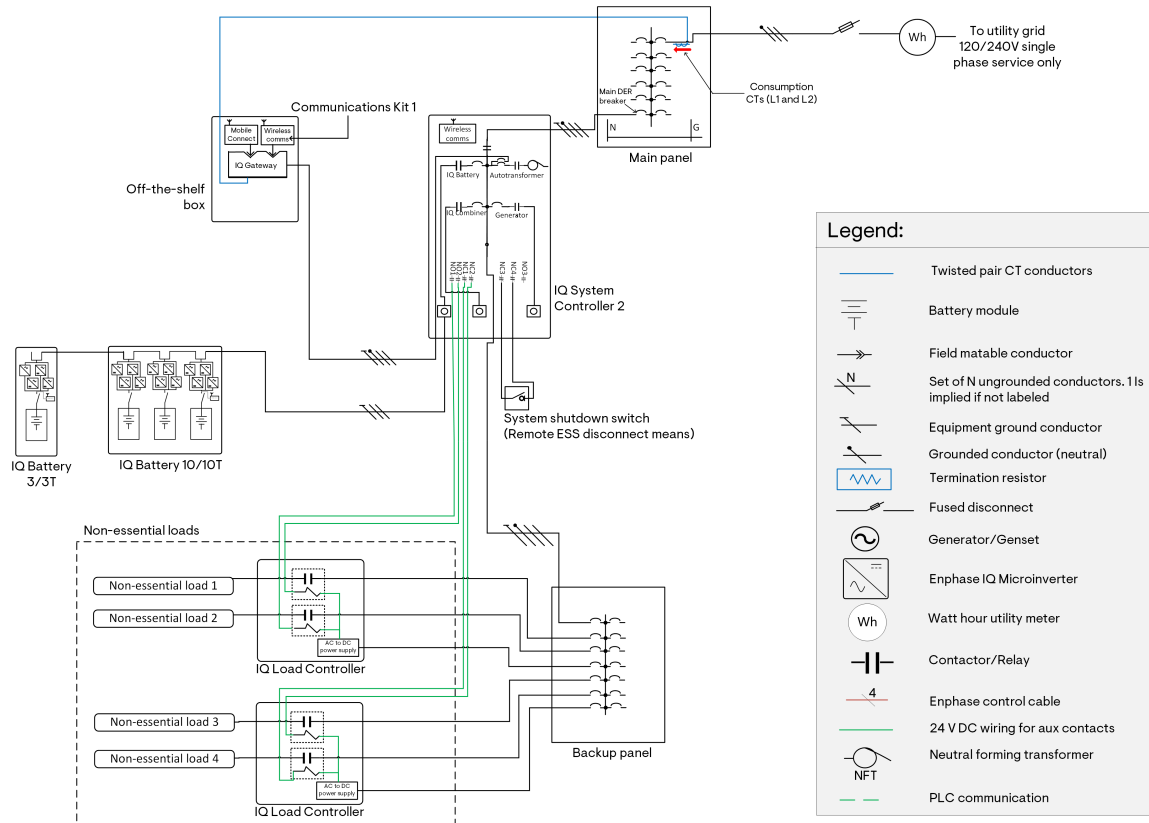 To utility grid
120/240V single
phase service only
Wh
Consumption
CTs (L1 and L2)
Main DER
breaker
N
G
Main panel
Communications Kit 1
Mobile
Connect
Wireless
comms
IQ Gateway
Off-the-shelf
box
Wireless
comms
IQ Battery
Autotransformer
IQ Combiner
Generator
NO1
NO2
NC1
NC2
NC3
NC4
NO3
IQ System
Controller 2
System shutdown switch
(Remote ESS disconnect means)
IQ Battery
3/3T
IQ Battery 10/10T
Non-essential loads
Non-essential load 1
Non-essential load 2
AC to DC
power supply
IQ Load Controller
Non-essential load 3
Non-essential load 4
AC to DC
power supply
IQ Load Controller
Backup panel
Legend:
Twisted pair CT conductors
Battery module
Field matable conductor
N
Set of N ungrounded conductors. 1 Is
implied if not labeled
Equipment ground conductor
Grounded conductor (neutral)
Termination resistor
Fused disconnect
Generator/Genset
Enphase IQ Microinverter
Wh
Watt hour utility meter
Contactor/Relay
4
Enphase control cable
24 V DC wiring for aux contacts
Neutral forming transformer
NFT
PLC communication